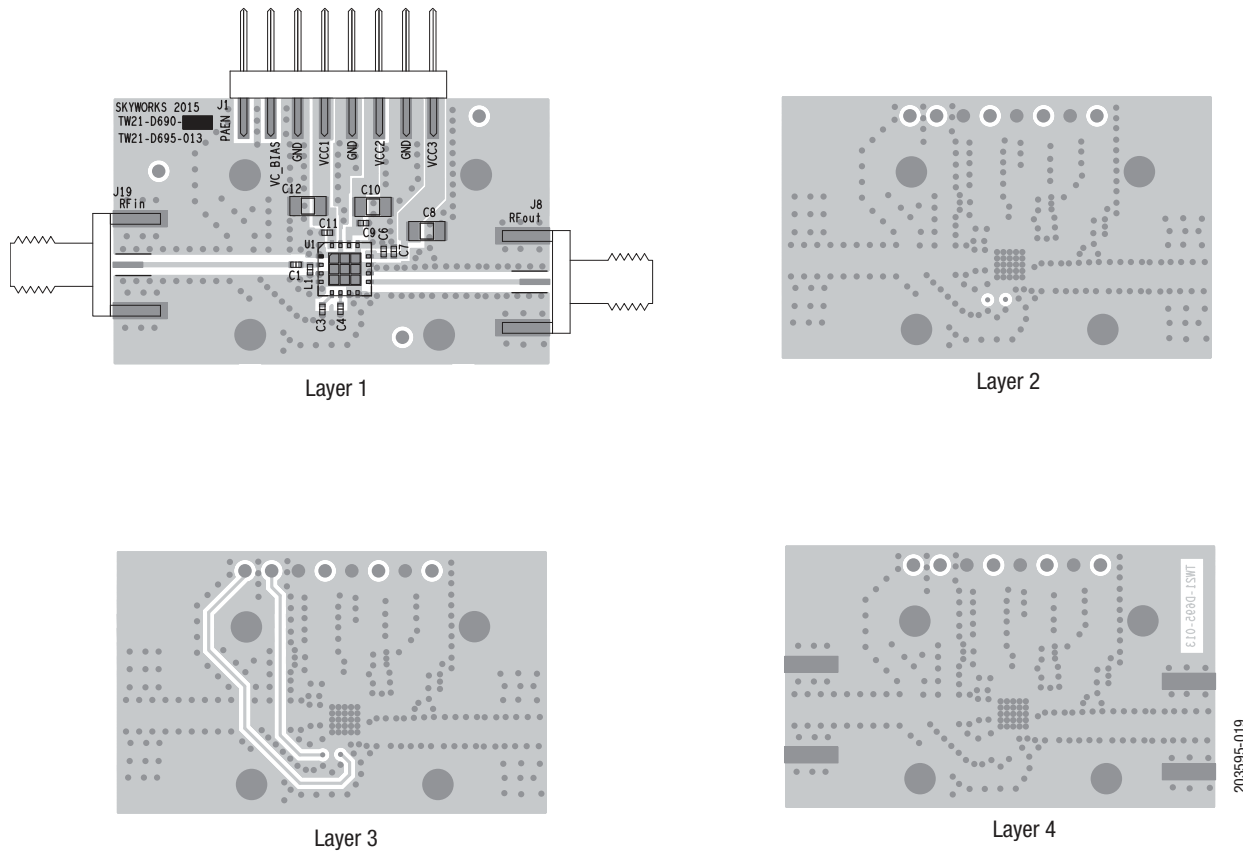 SKYWORKS 2015
TW21-D690-
TW21-D695-013
J1
PAEN
VC_BIAS
GND
VCC1
GND
VCC2
GND
VCC3
J19
RFin
C12
C10
C8
J8
RFout
C11
C9
C6
C7
U1
C1
L1
C3
C4
Layer 1
Layer 2
Layer 3
TW21-D695-013
Layer 4
203595-019